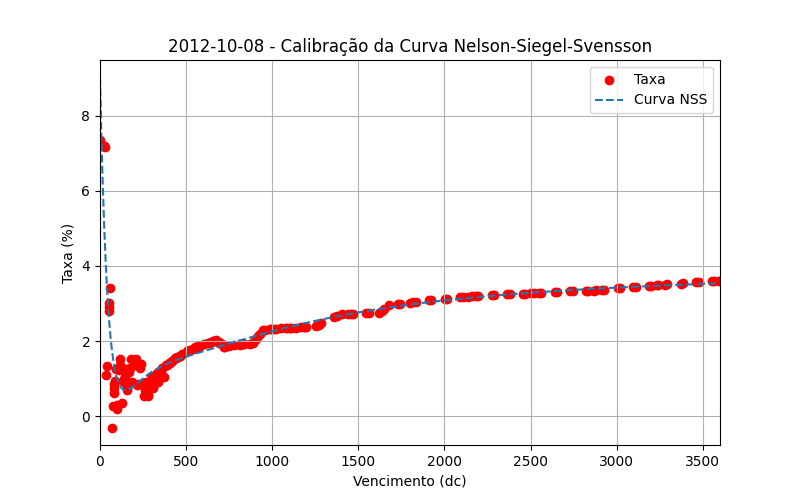 2012-10-08 - Calibração da Curva Nelson-Siegel-Svensson
Taxa
Curva NSS
Taxa (%)
8
6
4
2
0
0 500 1000 1500 2000 2500 3000 3500
Vencimento (dc)